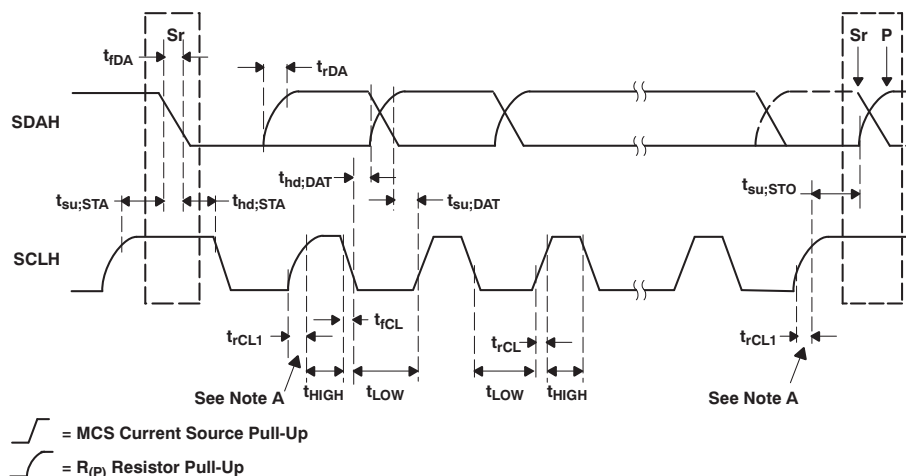 Sr
Sr P
tfDA
trDA
SDAH
thd;DAT
tsu;STA
thd;STA
tsu;DAT
tsu;STO
SCLH
tfCL
trCL1
trCL
trCL1
See Note A
tHIGH
tLOW
tLOW
tHIGH
See Note A
= MCS Current Source Pull-Up
= R(P) Resistor Pull-Up